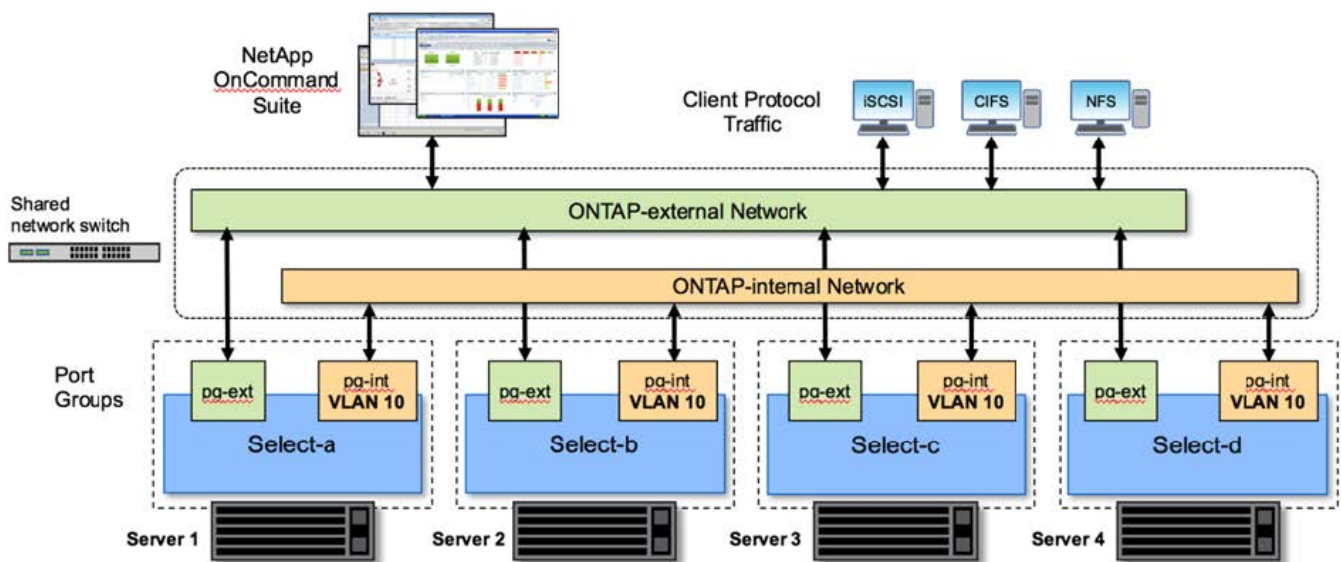 NetApp
OnCommand
Suite
Client Protocol
Traffic
iSCSI
CIFS
NFS
Shared
network switch
ONTAP-external Network
ONTAP-internal Network
Port
Groups
pg-ext
pg-int
VLAN 10
Select-a
pg-ext
pg-int
VLAN 10
Select-b
pg-ext
pg-int
VLAN 10
Select-c
pg-ext
pg-int
VLAN 10
Select-d
Server 1
Server 2
Server 3
Server 4